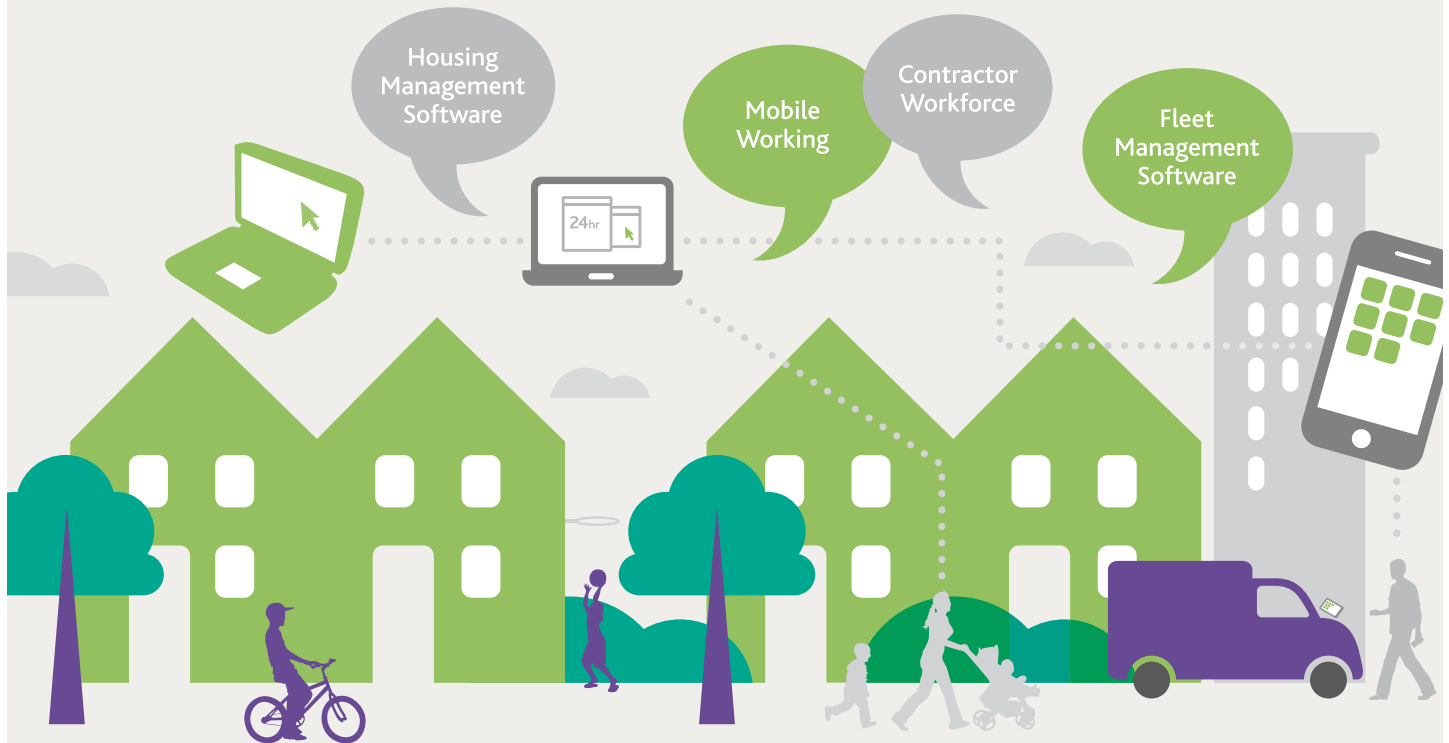 Housing
Management
Software
Mobile
Working
Contractor
Workforce
Fleet
Management
Software
24hr